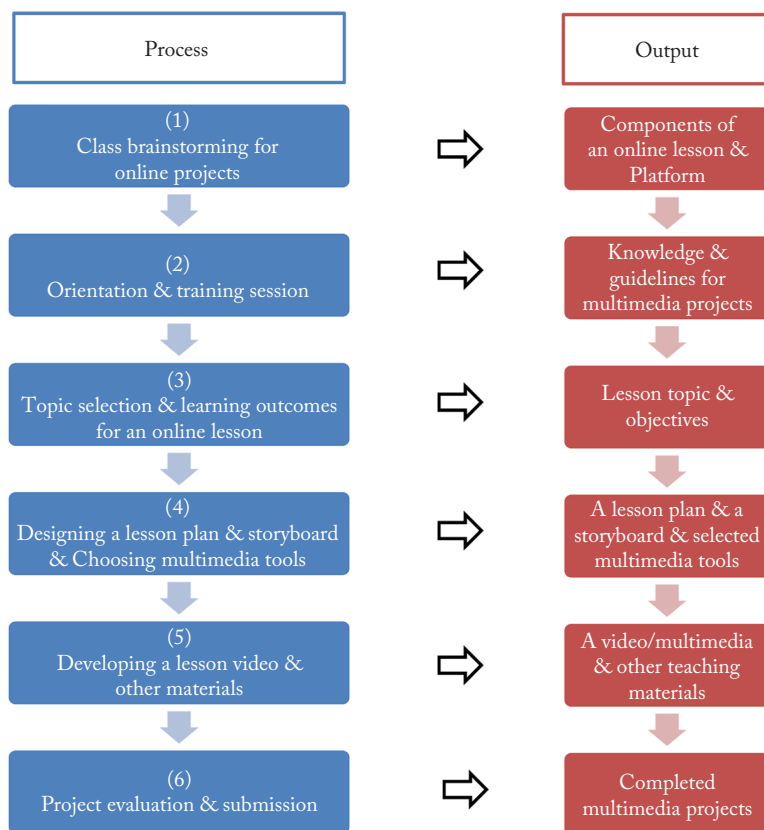 Process
Output
(1)
Class brainstorming for
online projects
Components of
an online lesson &
Platform
(2)
Orientation & training session
Knowledge &
guidelines for
multimedia projects
(3)
Topic selection & learning outcomes
for an online lesson
Lesson topic &
objectives
(4)
Designing a lesson plan & storyboard
& Choosing multimedia tools
A lesson plan & a
storyboard & selected
multimedia tools
(5)
Developing a lesson video &
other materials
A video/multimedia
& other teaching
materials
(6)
Project evaluation & submission
Completed
multimedia projects